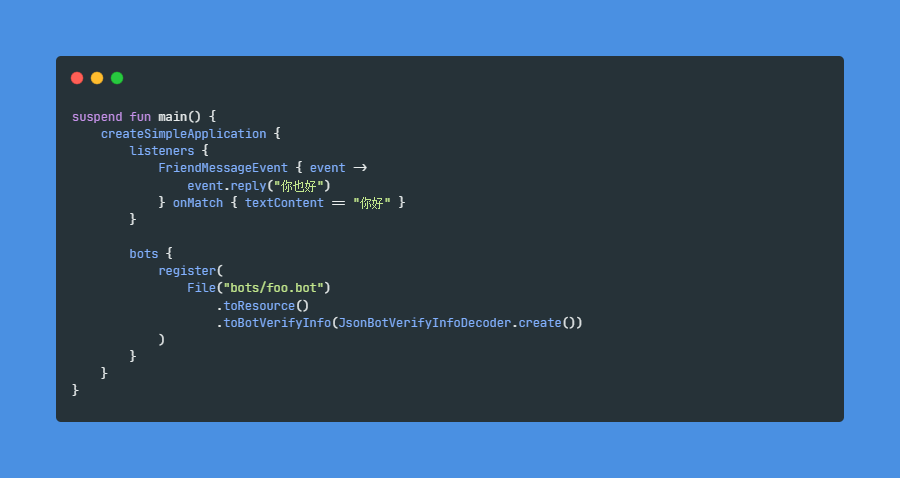 suspend fun main() {
    createSimpleApplication {
        listeners {
            FriendMessageEvent { event ->
                event.reply("你也好")
            } onMatch { textContent == "你好" }
        }

        bots {
            register(
                File("bots/foo.bot")
                    .toResource()
                    .toBotVerifyInfo(JsonBotVerifyInfoDecoder.create())
            )
        }
    }
}